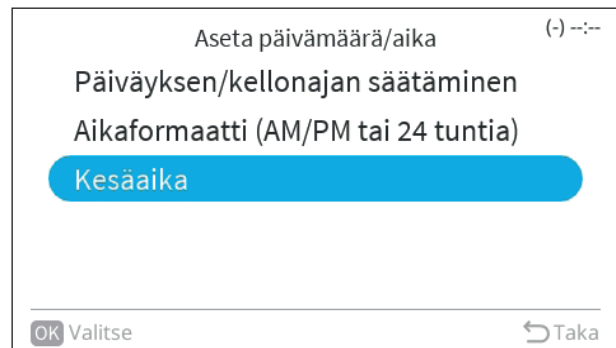 Aseta päivämäärä/aika (-) --:--
Päiväyksen/kellonajan säätäminen
Aikaformaatti (AM/PM tai 24 tuntia)
Kesäaika
OK Valitse Taka